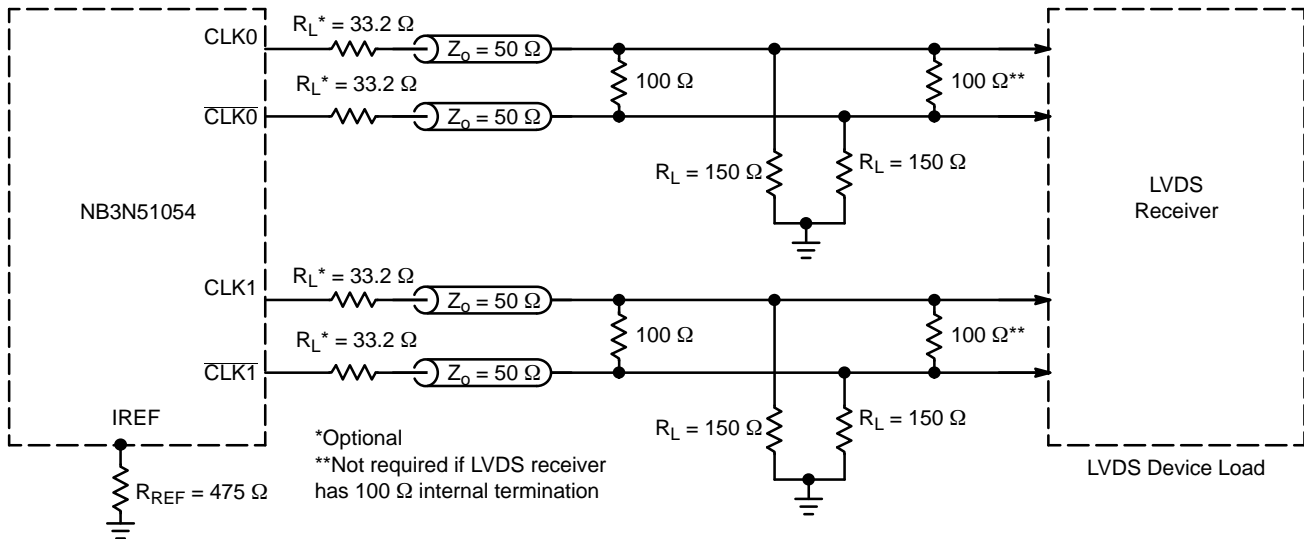 CLK0
R_L* = 33.2 Ω
Z_o = 50 Ω
R_L* = 33.2 Ω
100 Ω
100 Ω**
C̅L̅K̅0̅
Z_o = 50 Ω
R_L = 150 Ω
R_L = 150 Ω
NB3N51054
LVDS
Receiver
CLK1
R_L* = 33.2 Ω
Z_o = 50 Ω
R_L* = 33.2 Ω
100 Ω
100 Ω**
C̅L̅K̅1̅
Z_o = 50 Ω
IREF
R_L = 150 Ω
R_L = 150 Ω
*Optional
**Not required if LVDS receiver
has 100 Ω internal termination
LVDS Device Load
R_REF = 475 Ω